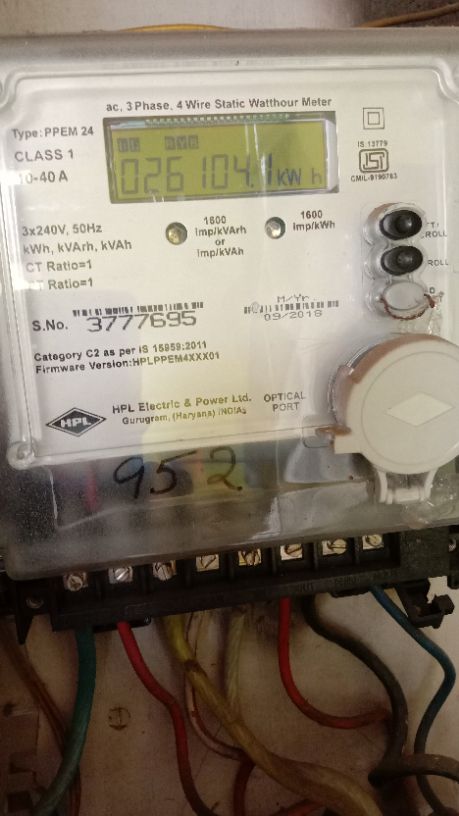 ac, 3 Phase, 4 Wire Static Watthour Meter
Type: PPEM 24
CLASS 1
10-40 A
026104.1 kW h
IS 13779
ISI
CM/L-9190763
3x240V, 50Hz
kWh, kVArh, kVAh
CT Ratio=1
Ratio=1
1600
Imp/kVArh
or
Imp/kVAh
1600
Imp/kWh
ROLL
S.No. 3777695
M/Yr.
09/2018
Category C2 as per IS 15959:2011
Firmware Version:HPLPPEM4XXX01
HPL
HPL Electric & Power Ltd.
Gurugram, (Haryana) INDIA
OPTICAL
PORT
952